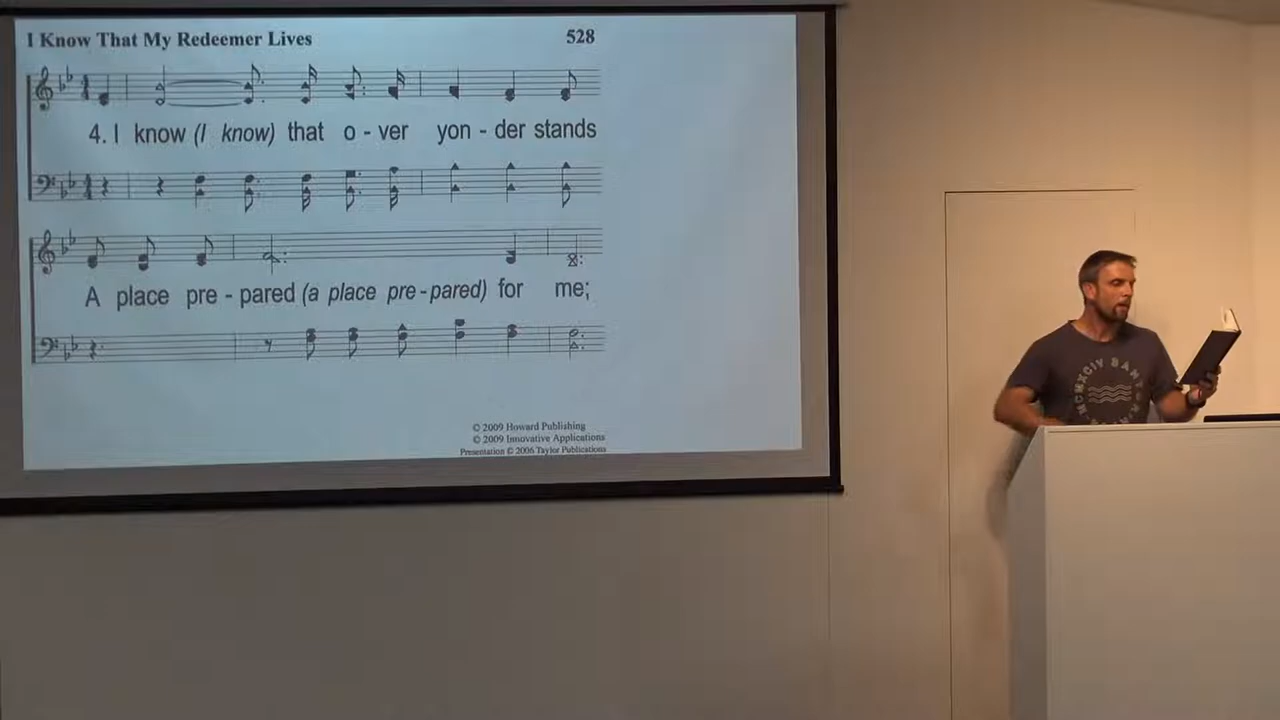 I Know That My Redeemer Lives 528
4. I know (I know) that o - ver yon - der stands
A place pre - pared (a place pre - pared) for me;
© 2009 Howard Publishing
© 2009 Innovative Applications
Presentation © 2006 Taylor Publications
MCMXCIV